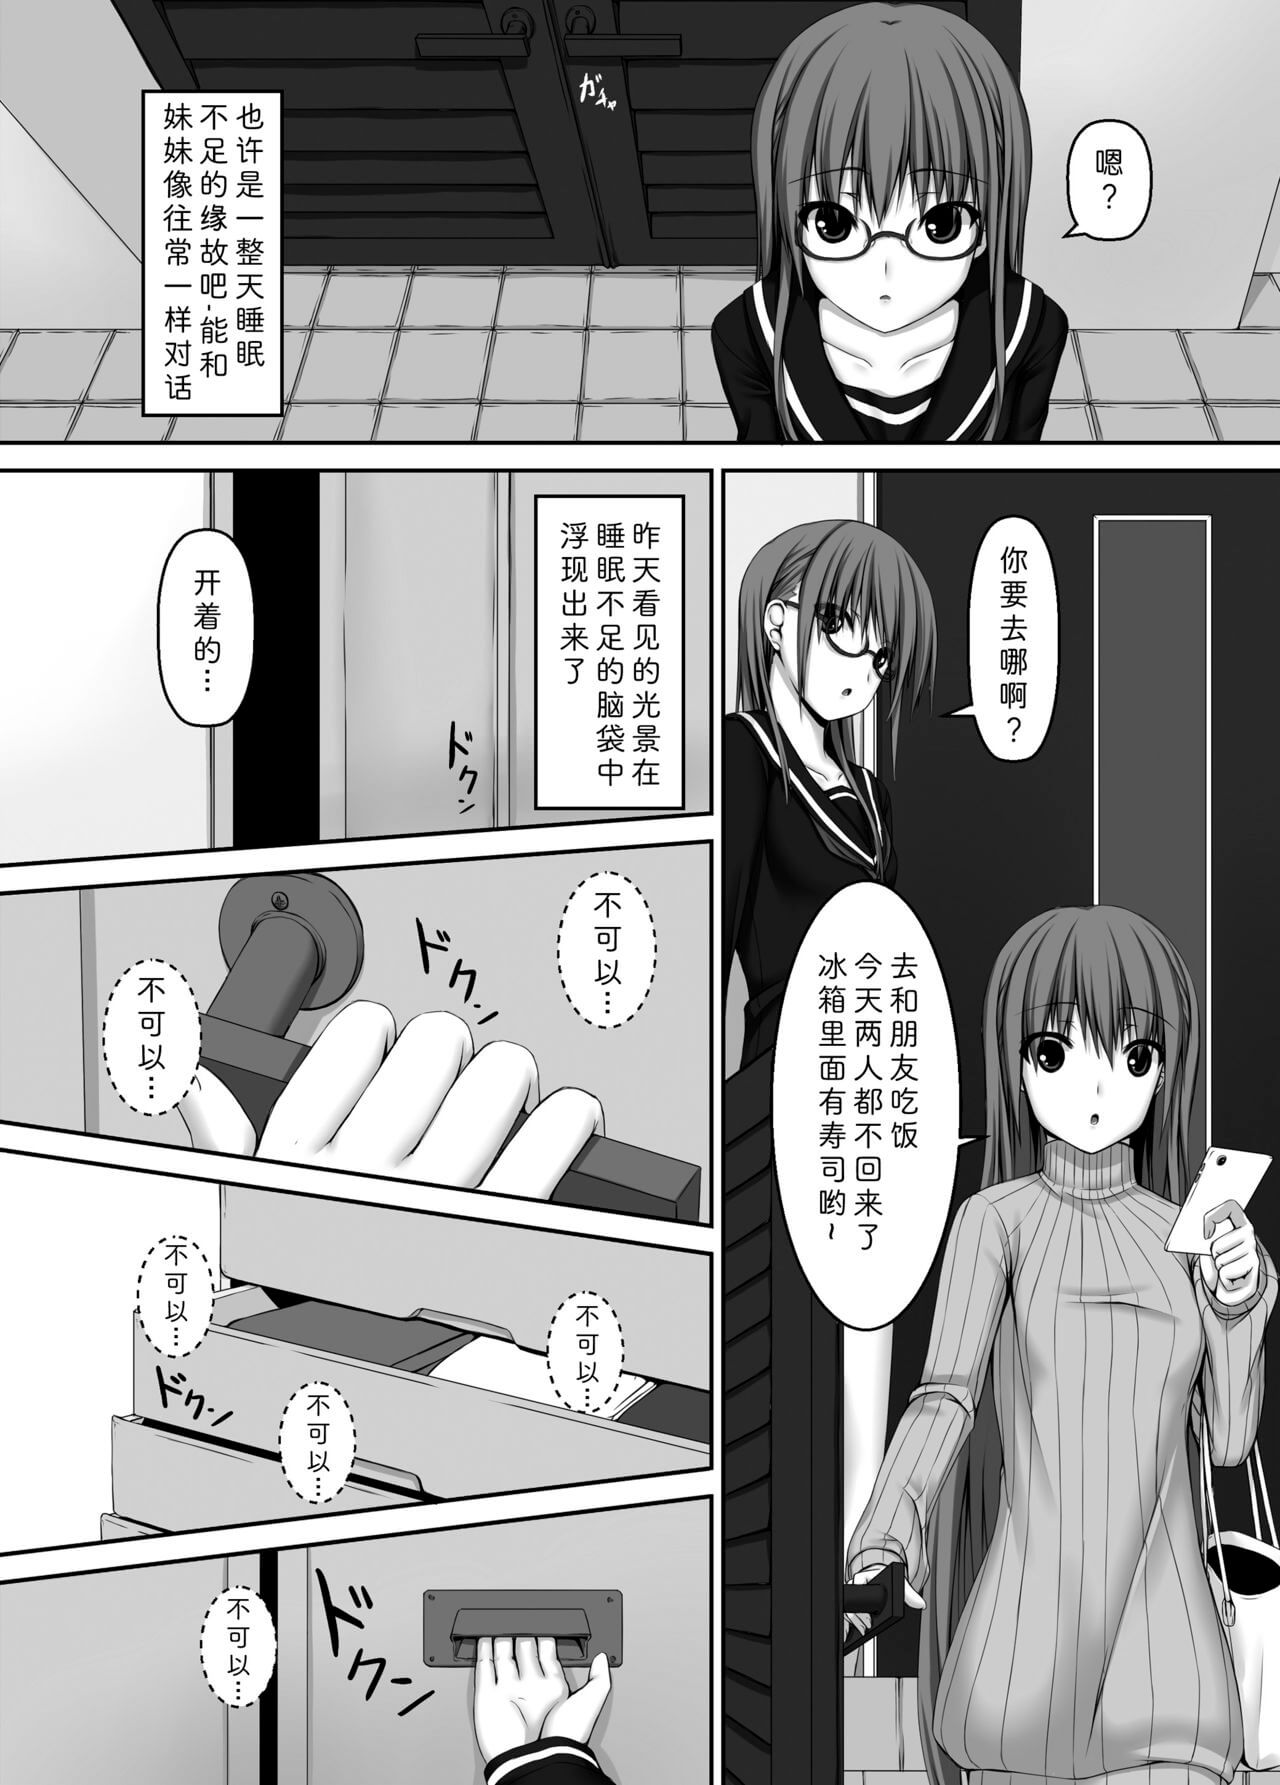 嗯？
ガチャ
也许是一整天睡眠
不足的缘故吧-能和
妹妹像往常一样对话
你要去哪啊？
去和朋友吃饭
今天两人都不回来了
冰箱里面有寿司哟~
昨天看见的光景在
睡眠不足的脑袋中
浮现出来了
ドクン
开着的…
不可以…
ドクン
不可以…
不可以…
不可以…
不可以…
ドクン
ドクン
不可以…